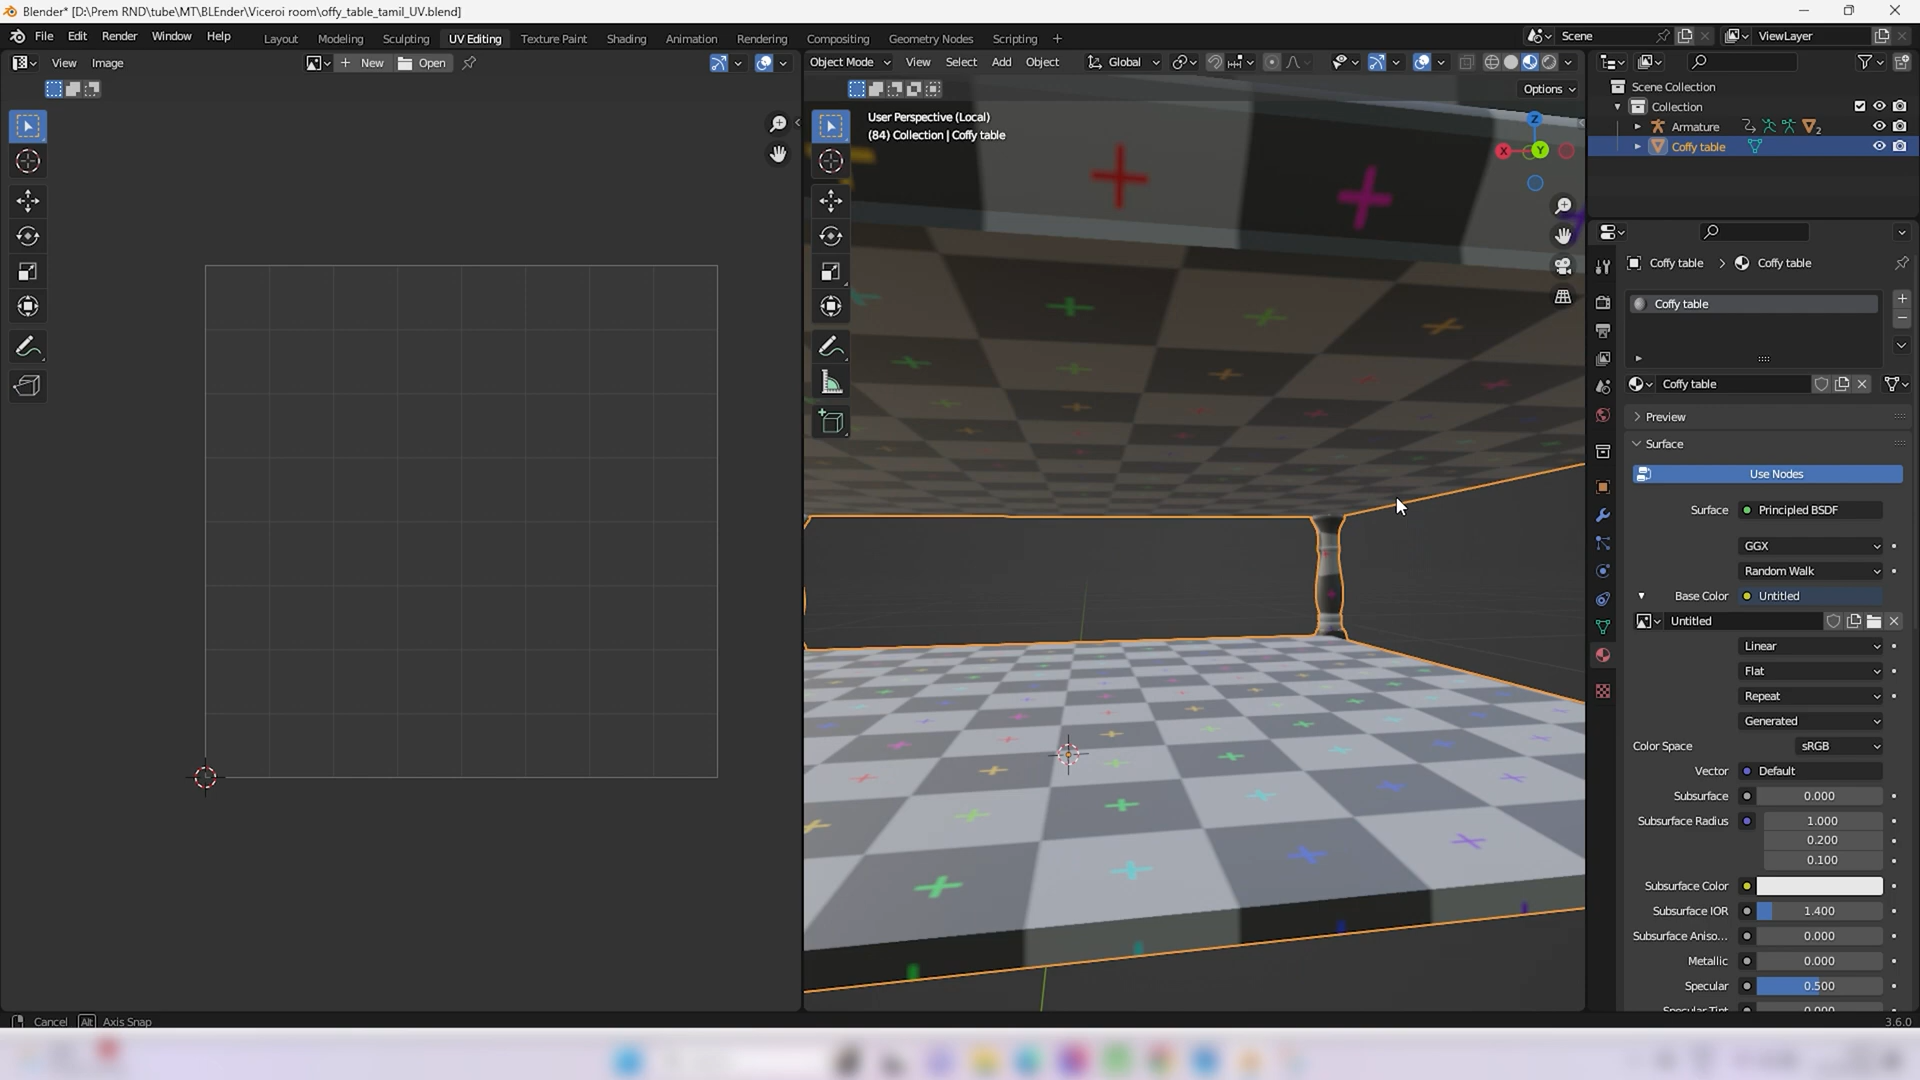 Blender* [D:\Prem RND\tube\MT\BLEnder\Viceroi room\offy_table_tamil_UV.blend]
File Edit Render Window Help Layout Modeling Sculpting UV Editing Texture Paint Shading Animation Rendering Compositing Geometry Nodes Scripting + Scene ViewLayer
View Image New Open Object Mode View Select Add Object Global
Options
User Perspective (Local)
(84) Collection | Coffy table
Z
X
Y
Scene Collection
Collection
Armature 2
Coffy table
Coffy table > Coffy table
Coffy table
Coffy table
Preview
Surface
Use Nodes
Surface Principled BSDF
GGX
Random Walk
Base Color Untitled
Untitled
Linear
Flat
Repeat
Generated
Color Space sRGB
Vector Default
Subsurface 0.000
Subsurface Radius 1.000
0.200
0.100
Subsurface Color
Subsurface IOR 1.400
Subsurface Aniso... 0.000
Metallic 0.000
Specular 0.500
Specular Tint 0.000
Cancel Alt Axis Snap 3.6.0